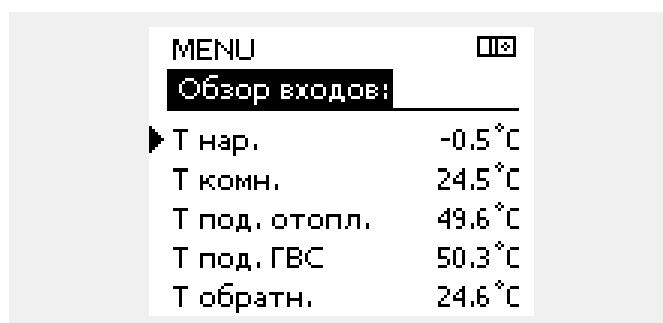 MENU
Обзор входов:
Т нар. -0.5°C
Т комн. 24.5°C
Т под. отопл. 49.6°C
Т под. ГВС 50.3°C
Т обратн. 24.6°C